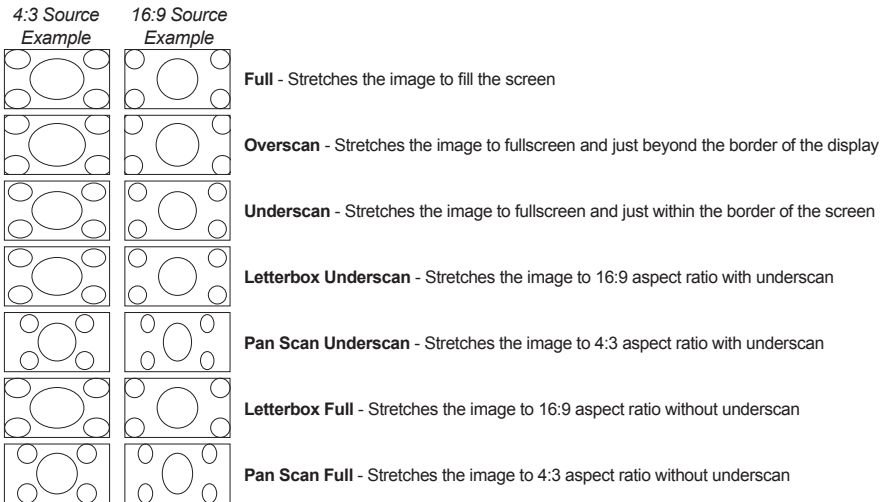 4:3 Source 16:9 Source
Example Example
Full - Stretches the image to fill the screen
Overscan - Stretches the image to fullscreen and just beyond the border of the display
Underscan - Stretches the image to fullscreen and just within the border of the screen
Letterbox Underscan - Stretches the image to 16:9 aspect ratio with underscan
Pan Scan Underscan - Stretches the image to 4:3 aspect ratio with underscan
Letterbox Full - Stretches the image to 16:9 aspect ratio without underscan
Pan Scan Full - Stretches the image to 4:3 aspect ratio without underscan